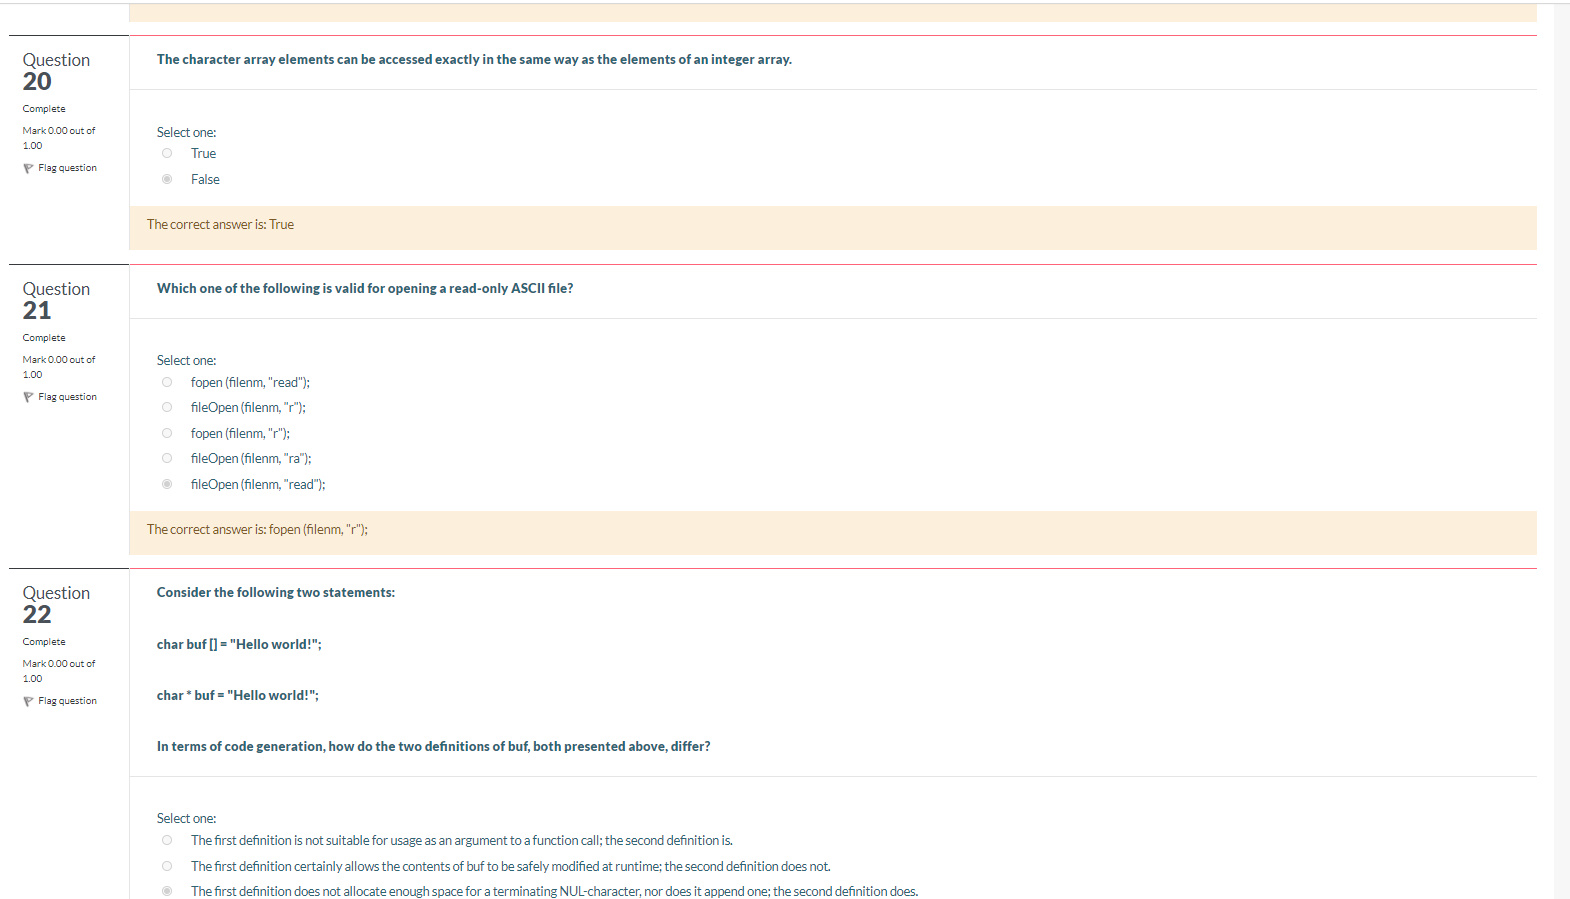 Question
20
Complete
Mark 0.00 out of
1.00
Flag question
The character array elements can be accessed exactly in the same way as the elements of an integer array.
Select one:
True
False
The correct answer is: True
Question
21
Complete
Mark 0.00 out of
1.00
Flag question
Which one of the following is valid for opening a read-only ASCII file?
Select one:
fopen (filenm, "read");
fileOpen (filenm, "r");
fopen (filenm, "r");
fileOpen (filenm, "ra");
fileOpen (filenm, "read");
The correct answer is: fopen (filenm, "r");
Question
22
Complete
Mark 0.00 out of
1.00
Flag question
Consider the following two statements:
char buf [] = "Hello world!";
char * buf = "Hello world!";
In terms of code generation, how do the two definitions of buf, both presented above, differ?
Select one:
The first definition is not suitable for usage as an argument to a function call; the second definition is.
The first definition certainly allows the contents of buf to be safely modified at runtime; the second definition does not.
The first definition does not allocate enough space for a terminating NUL-character, nor does it append one; the second definition does.